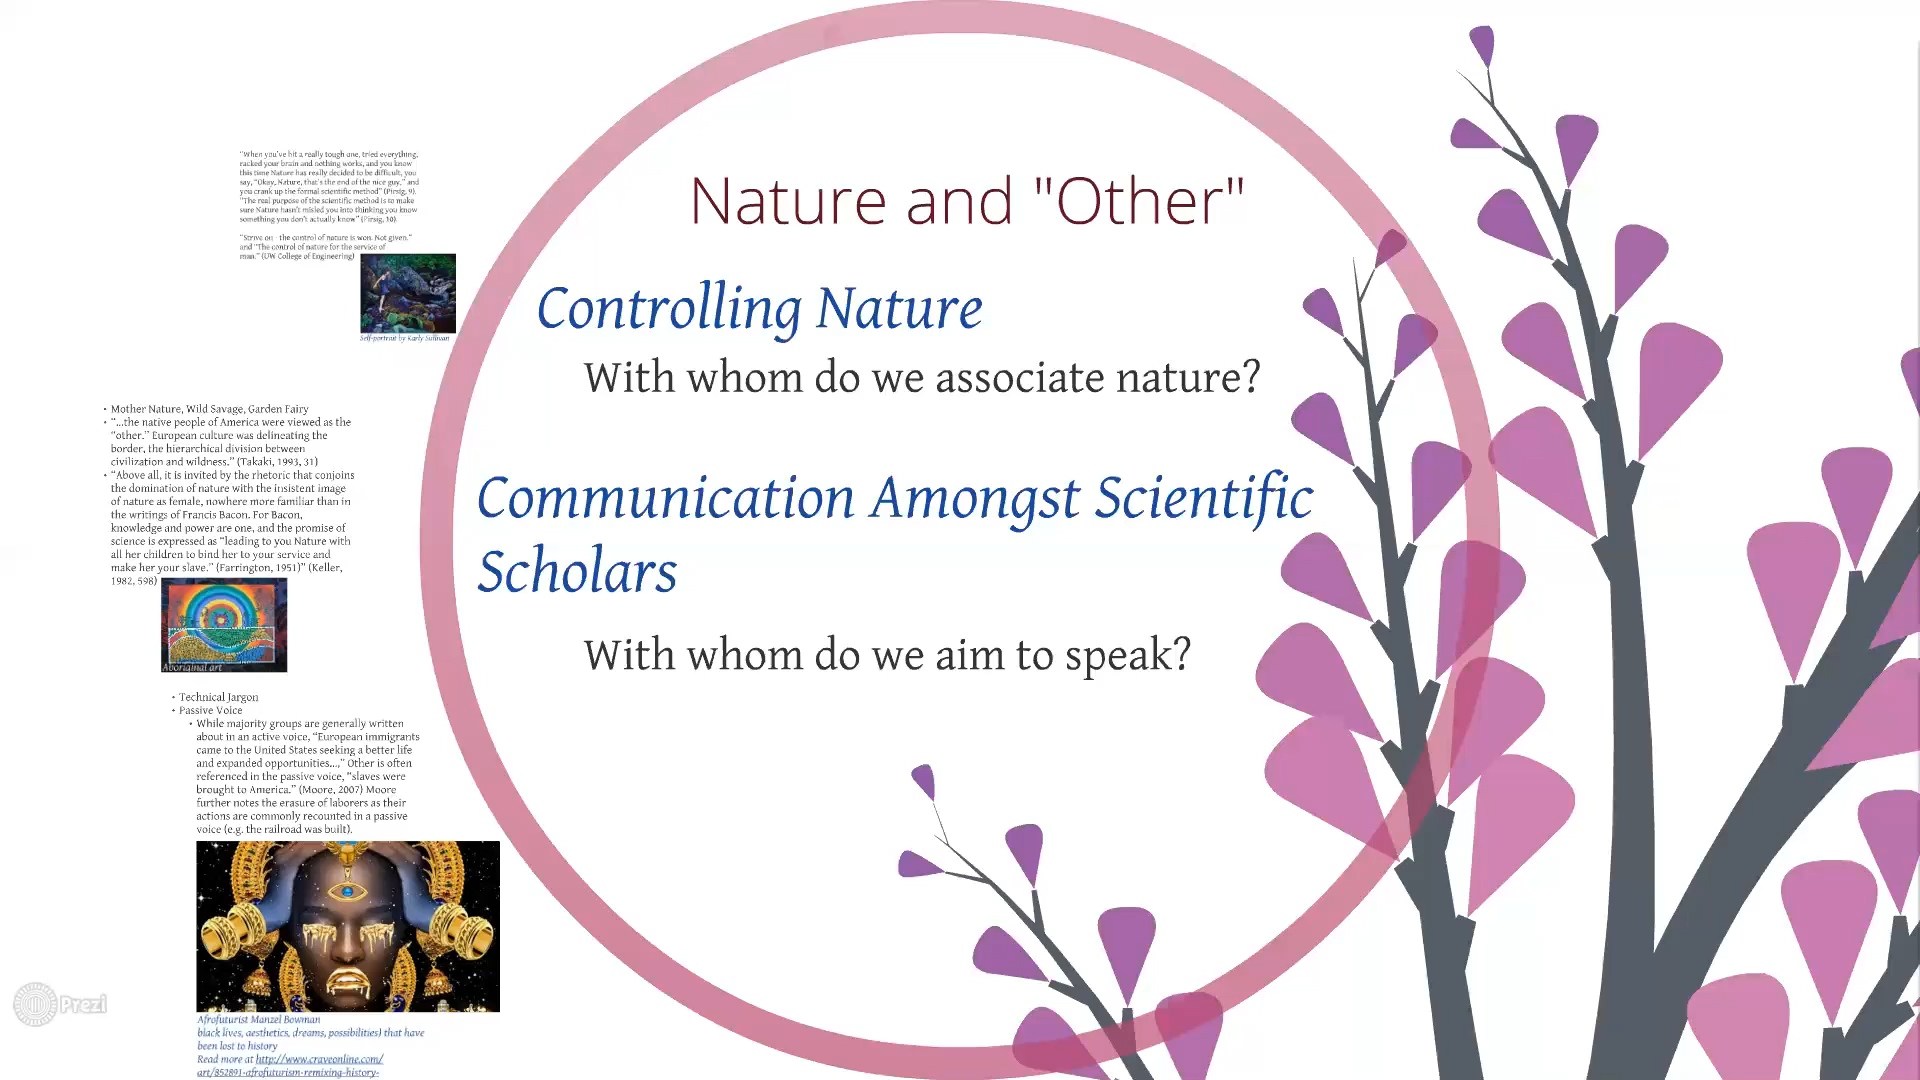 Nature and "Other"
Controlling Nature
With whom do we associate nature?
Communication Amongst Scientific
Scholars
With whom do we aim to speak?
"When you've hit a really tough one, tried everything,
racked your brain and nothing works, and you know
this time Nature has really decided to be difficult, you
say, "Okay, Nature, that's the end of the nice guy," and
you crank up the formal scientific method" (Pirsig, 9).
"The real purpose of the scientific method is to make
sure Nature hasn't misled you into thinking you know
something you don't actually know" (Pirsig, 10).
"Strive on - the control of nature is won. Not given."
and "The control of nature for the service of
man." (UW College of Engineering)
Self-portrait by Karly Sullivan
• Mother Nature, Wild Savage, Garden Fairy
• "...the native people of America were viewed as the
"other." European culture was delineating the
border, the hierarchical division between
civilization and wildness." (Takaki, 1993, 31)
• "Above all, it is invited by the rhetoric that conjoins
the domination of nature with the insistent image
of nature as female, nowhere more familiar than in
the writings of Francis Bacon. For Bacon,
knowledge and power are one, and the promise of
science is expressed as "leading to you Nature with
all her children to bind her to your service and
make her your slave." (Farrington, 1951)" (Keller,
1982, 598)
Aboriginal art
• Technical Jargon
• Passive Voice
• While majority groups are generally written
about in an active voice, "European immigrants
came to the United States seeking a better life
and expanded opportunities...," Other is often
referenced in the passive voice, "slaves were
brought to America." (Moore, 2007) Moore
further notes the erasure of laborers as their
actions are commonly recounted in a passive
voice (e.g. the railroad was built).
Afrofuturist Manzel Bowman
black lives, aesthetics, dreams, possibilities) that have
been lost to history
Read more at http://www.craveonline.com/
art/852891-afrofuturism-remixing-history-
Prezi